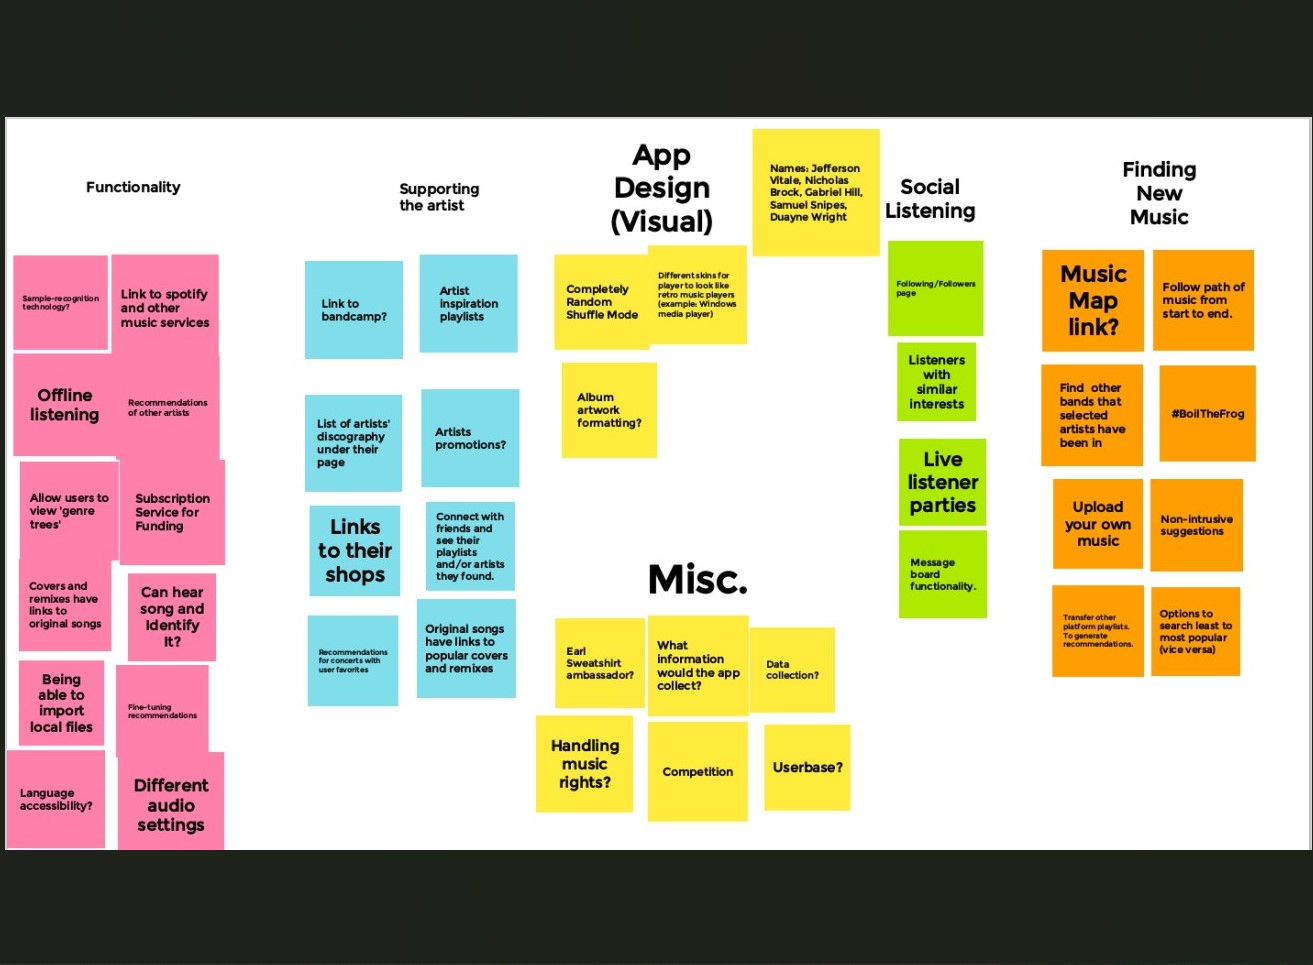 Functionality
Sample-recognition
technology?
Link to spotify
and other
music services
Offline
listening
Recommendations
of other artists
Allow users to
view 'genre
trees'
Subscription
Service for
Funding
Covers and
remixes have
links to
original songs
Can hear
song and
Identify
It?
Being
able to
import
local files
Fine-tuning
recommendations
Language
accessibility?
Different
audio
settings
Supporting
the artist
Link to
bandcamp?
Artist
inspiration
playlists
List of artists'
discography
under their
page
Artists
promotions?
Links
to their
shops
Connect with
friends and
see their
playlists
and/or artists
they found.
Recommendations
for concerts with
user favorites
Original songs
have links to
popular covers
and remixes
App
Design
(Visual)
Names: Jefferson
Vitale, Nicholas
Brock, Gabriel Hill,
Samuel Snipes,
Duayne Wright
Completely
Random
Shuffle Mode
Different skins for
player to look like
retro music players
(example: Windows
media player)
Album
artwork
formatting?
Misc.
Earl
Sweatshirt
ambassador?
What
information
would the app
collect?
Data
collection?
Handling
music
rights?
Competition
Userbase?
Social
Listening
Following/Followers
page
Listeners
with
similar
interests
Live
listener
parties
Message
board
functionality.
Finding
New
Music
Music
Map
link?
Follow path of
music from
start to end.
Find other
bands that
selected
artists have
been in
#BoilTheFrog
Upload
your own
music
Non-intrusive
suggestions
Transfer other
platform playlists.
To generate
recommendations.
Options to
search least to
most popular
(vice versa)